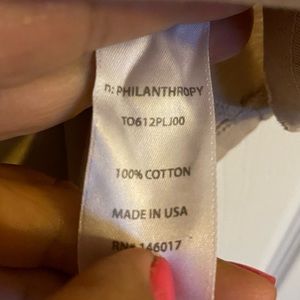 n: PHILANTHROPY
TO612PLJ00
100% COTTON
MADE IN USA
RN# 146017